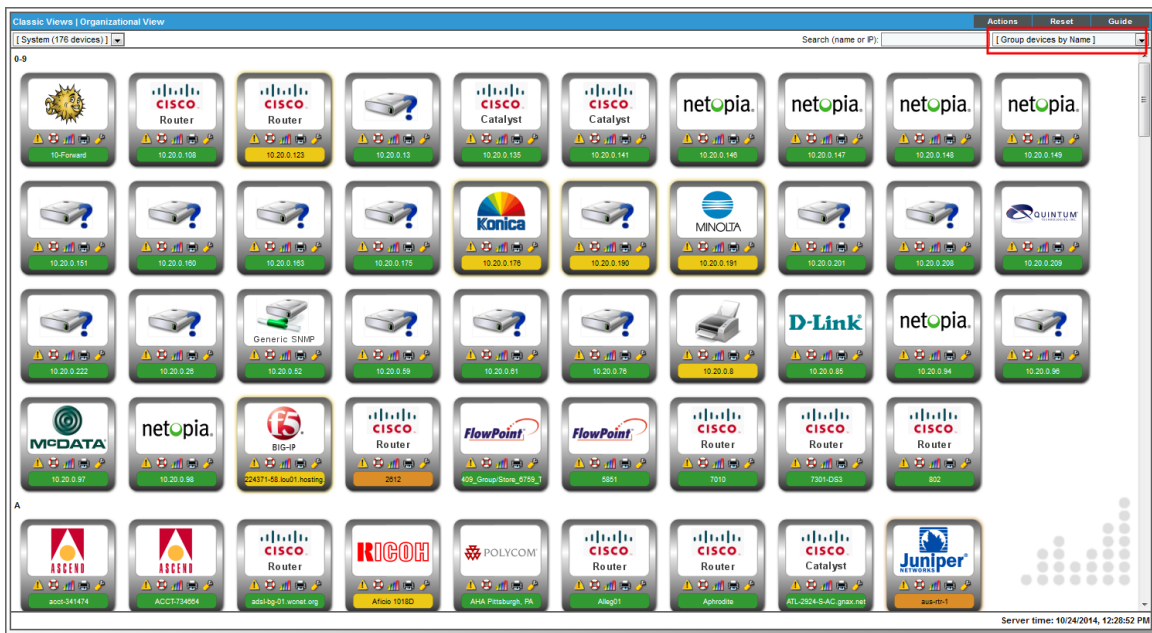 Classic Views | Organizational View
Actions Reset Guide
[ System (176 devices) ]
Search (name or IP):
[ Group devices by Name ]
0-9
CISCO CISCO CISCO CISCO netopia. netopia. netopia. netopia.
Router Router Catalyst Catalyst
10-Forward 10.20.0.108 10.20.0.123 10.20.0.13 10.20.0.135 10.20.0.141 10.20.0.146 10.20.0.147 10.20.0.148 10.20.0.149
Konica MINOLTA QUINTUM
10.20.0.151 10.20.0.160 10.20.0.163 10.20.0.175 10.20.0.176 10.20.0.190 10.20.0.191 10.20.0.201 10.20.0.208 10.20.0.209
Generic SNMP D-Link netopia.
10.20.0.222 10.20.0.26 10.20.0.52 10.20.0.59 10.20.0.61 10.20.0.76 10.20.0.8 10.20.0.85 10.20.0.94 10.20.0.96
McDATA netopia. f5 CISCO FlowPoint FlowPoint CISCO CISCO CISCO
BIG-IP Router Router Router Router
10.20.0.97 10.20.0.98 224371-58.lou01.hosting 2612 409_Group/Store_6759_T 5851 7010 7301-DS3 802
A
ASCEND ASCEND CISCO RICOH POLYCOM CISCO CISCO CISCO Juniper
Router Router Router Catalyst NETWORKS
acct-341474 ACCT-734664 adsl-bg-01.wcnet.org Aficio 1018D AHA Pittsburgh, PA Alleg01 Aphrodite ATL-2924-S-AC.gnax.net aus-rtr-1
Server time: 10/24/2014, 12:28:52 PM